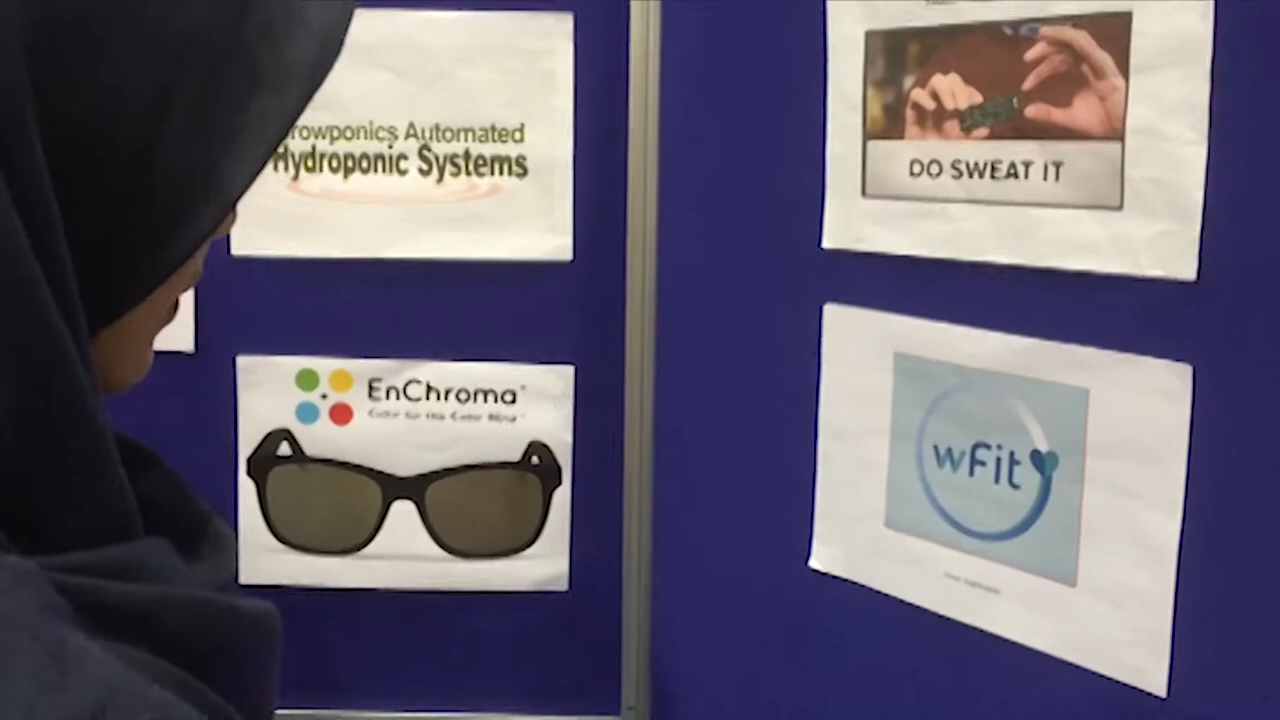 rowponics Automated
Hydroponic Systems
EnChroma
DO SWEAT IT
wFit